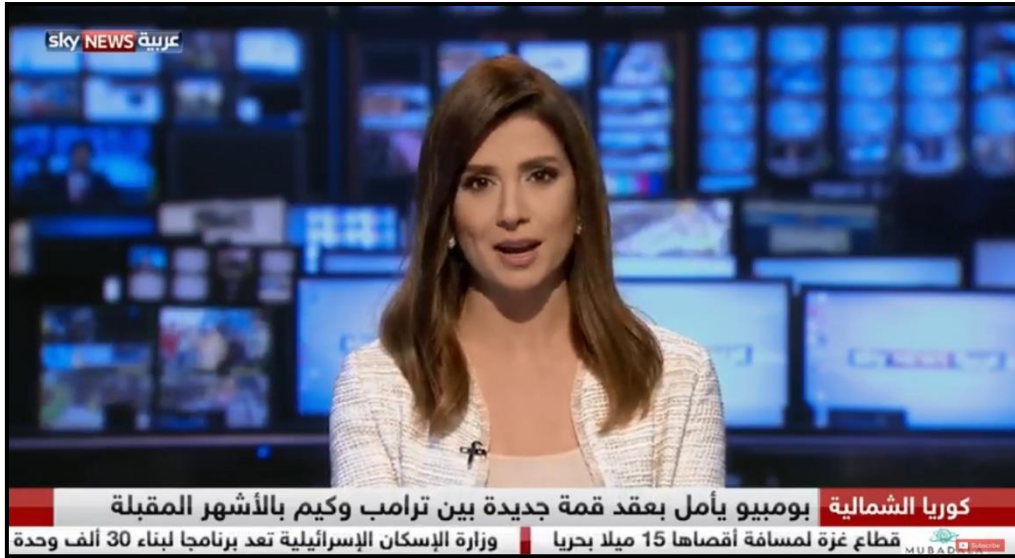 sky NEWS عربية
كوريا الشمالية بومبيو يأمل بعقد قمة جديدة بين ترامب وكيم بالأشهر المقبلة
قطاع غزة لمسافة أقصاها 15 ميلا بحريا وزارة الإسكان الإسرائيلية تعد برنامجا لبناء 30 ألف وحدة
Subscribe